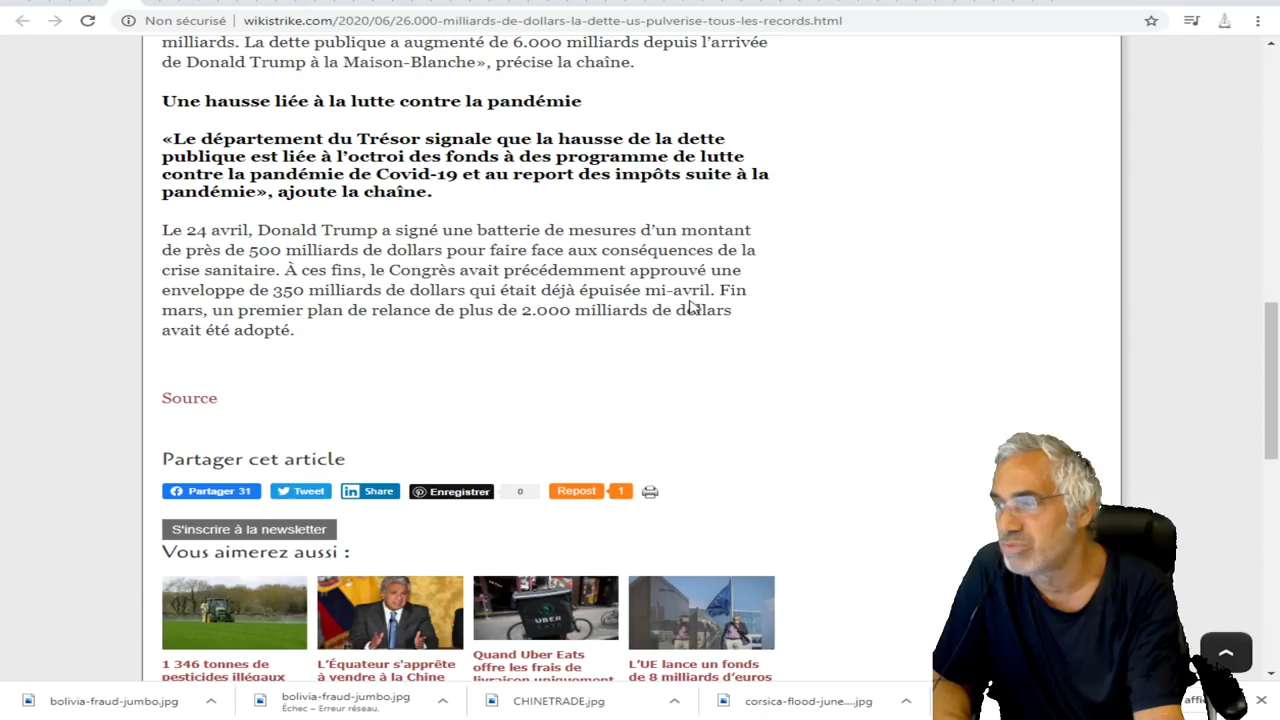 Non sécurisé | wikistrike.com/2020/06/26.000-milliards-de-dollars-la-dette-us-pulverise-tous-les-records.html
milliards. La dette publique a augmenté de 6.000 milliards depuis l'arrivée
de Donald Trump à la Maison-Blanche», précise la chaîne.
Une hausse liée à la lutte contre la pandémie
«Le département du Trésor signale que la hausse de la dette
publique est liée à l'octroi des fonds à des programme de lutte
contre la pandémie de Covid-19 et au report des impôts suite à la
pandémie», ajoute la chaîne.
Le 24 avril, Donald Trump a signé une batterie de mesures d'un montant
de près de 500 milliards de dollars pour faire face aux conséquences de la
crise sanitaire. À ces fins, le Congrès avait précédemment approuvé une
enveloppe de 350 milliards de dollars qui était déjà épuisée mi-avril. Fin
mars, un premier plan de relance de plus de 2.000 milliards de dollars
avait été adopté.
Source
Partager cet article
Partager 31 Tweet Share Enregistrer 0 Repost 1
S'inscrire à la newsletter
Vous aimerez aussi :
UBER
EATS
1 346 tonnes de
pesticides illégaux
L'Équateur s'apprête
à vendre à la Chine
Quand Uber Eats
offre les frais de
livraison uniquement
L'UE lance un fonds
de 8 milliards d'euros
bolivia-fraud-jumbo.jpg
bolivia-fraud-jumbo.jpg
Échec – Erreur réseau.
CHINETRADE.jpg
corsica-flood-june....jpg